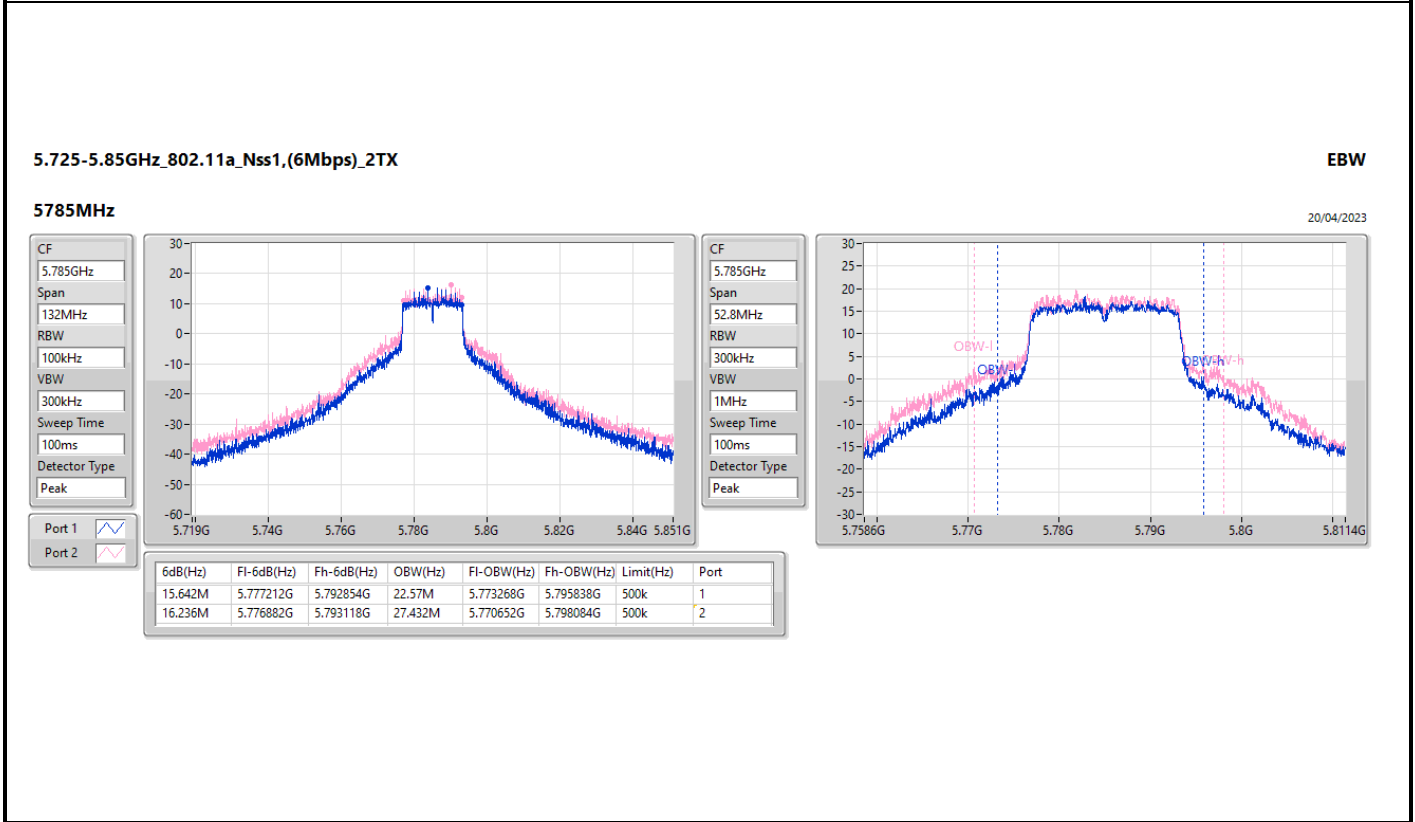 5.725-5.85GHz_802.11a_Nss1,(6Mbps)_2TX
EBW
5785MHz
20/04/2023
CF
5.785GHz
Span
132MHz
RBW
100kHz
VBW
300kHz
Sweep Time
100ms
Detector Type
Peak
Port 1
Port 2
30
20
10
0
-10
-20
-30
-40
-50
-60
5.719G 5.74G 5.76G 5.78G 5.8G 5.82G 5.84G 5.851G
CF
5.785GHz
Span
52.8MHz
RBW
300kHz
VBW
1MHz
Sweep Time
100ms
Detector Type
Peak
30
25
20
15
10
5
0
-5
-10
-15
-20
-25
-30
OBW-l
OBW-l
OBW-h
OBW-h
5.7586G 5.77G 5.78G 5.79G 5.8G 5.8114G
6dB(Hz) Fl-6dB(Hz) Fh-6dB(Hz) OBW(Hz) Fl-OBW(Hz) Fh-OBW(Hz) Limit(Hz) Port
15.642M 5.777212G 5.792854G 22.57M 5.773268G 5.795838G 500k 1
16.236M 5.776882G 5.793118G 27.432M 5.770652G 5.798084G 500k 2